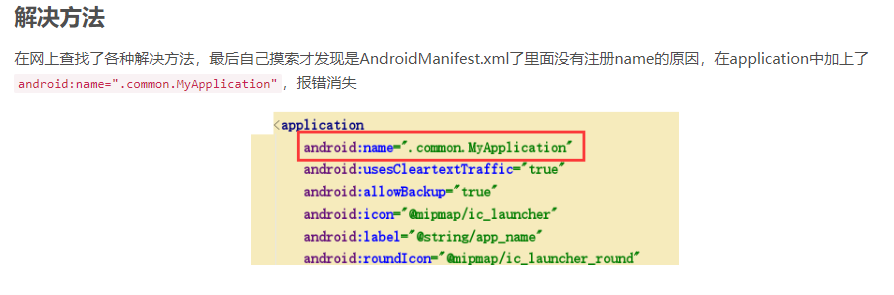 解决方法
在网上查找了各种解决方法，最后自己摸索才发现是AndroidManifest.xml了里面没有注册name的原因，在application中加上了
android:name=".common.MyApplication"，报错消失
<application
android:name=".common.MyApplication"
android:usesCleartextTraffic="true"
android:allowBackup="true"
android:icon="@mipmap/ic_launcher"
android:label="@string/app_name"
android:roundIcon="@mipmap/ic_launcher_round"